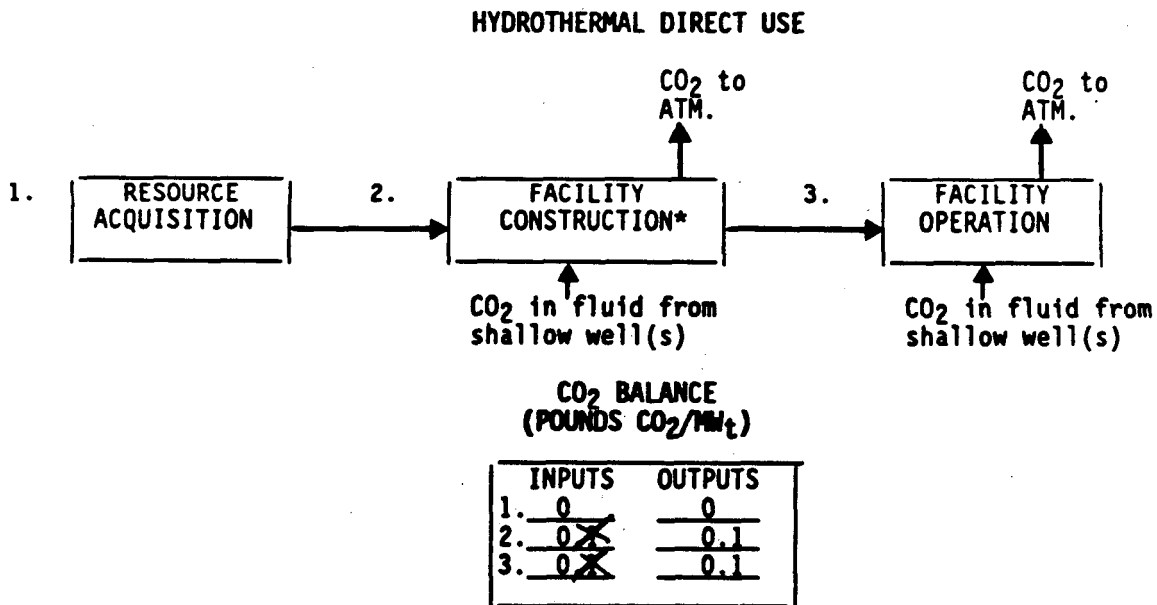 HYDROTHERMAL DIRECT USE
CO2 to
ATM.
CO2 to
ATM.
1.
RESOURCE
ACQUISITION
2.
FACILITY
CONSTRUCTION*
3.
FACILITY
OPERATION
CO2 in fluid from
shallow well(s)
CO2 in fluid from
shallow well(s)
CO2 BALANCE
(POUNDS CO2/MWt)
INPUTS OUTPUTS
1. 0 0
2. 0 0.1
3. 0 0.1